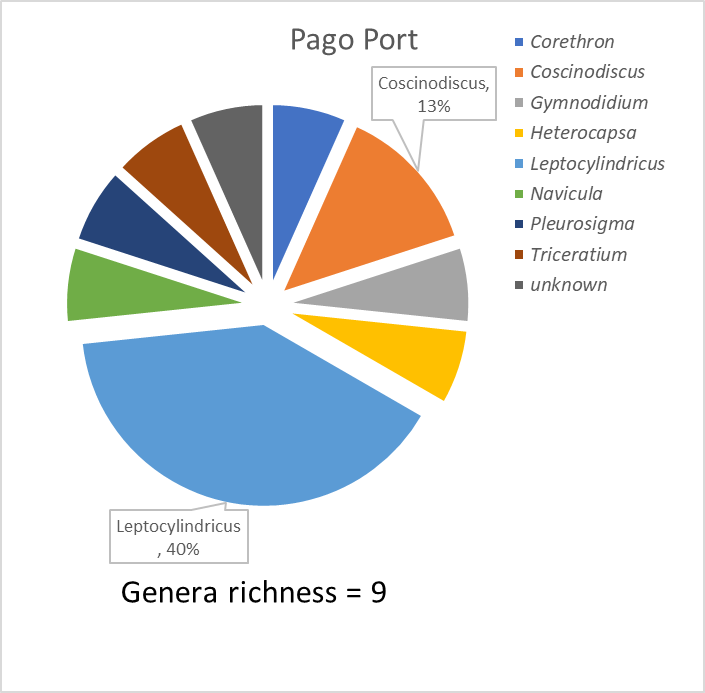 Pago Port
Corethron
Coscinodiscus
Gymnodidium
Heterocapsa
Leptocylindricus
Navicula
Pleurosigma
Triceratium
unknown
Coscinodiscus,
13%
Leptocylindricus
, 40%
Genera richness = 9